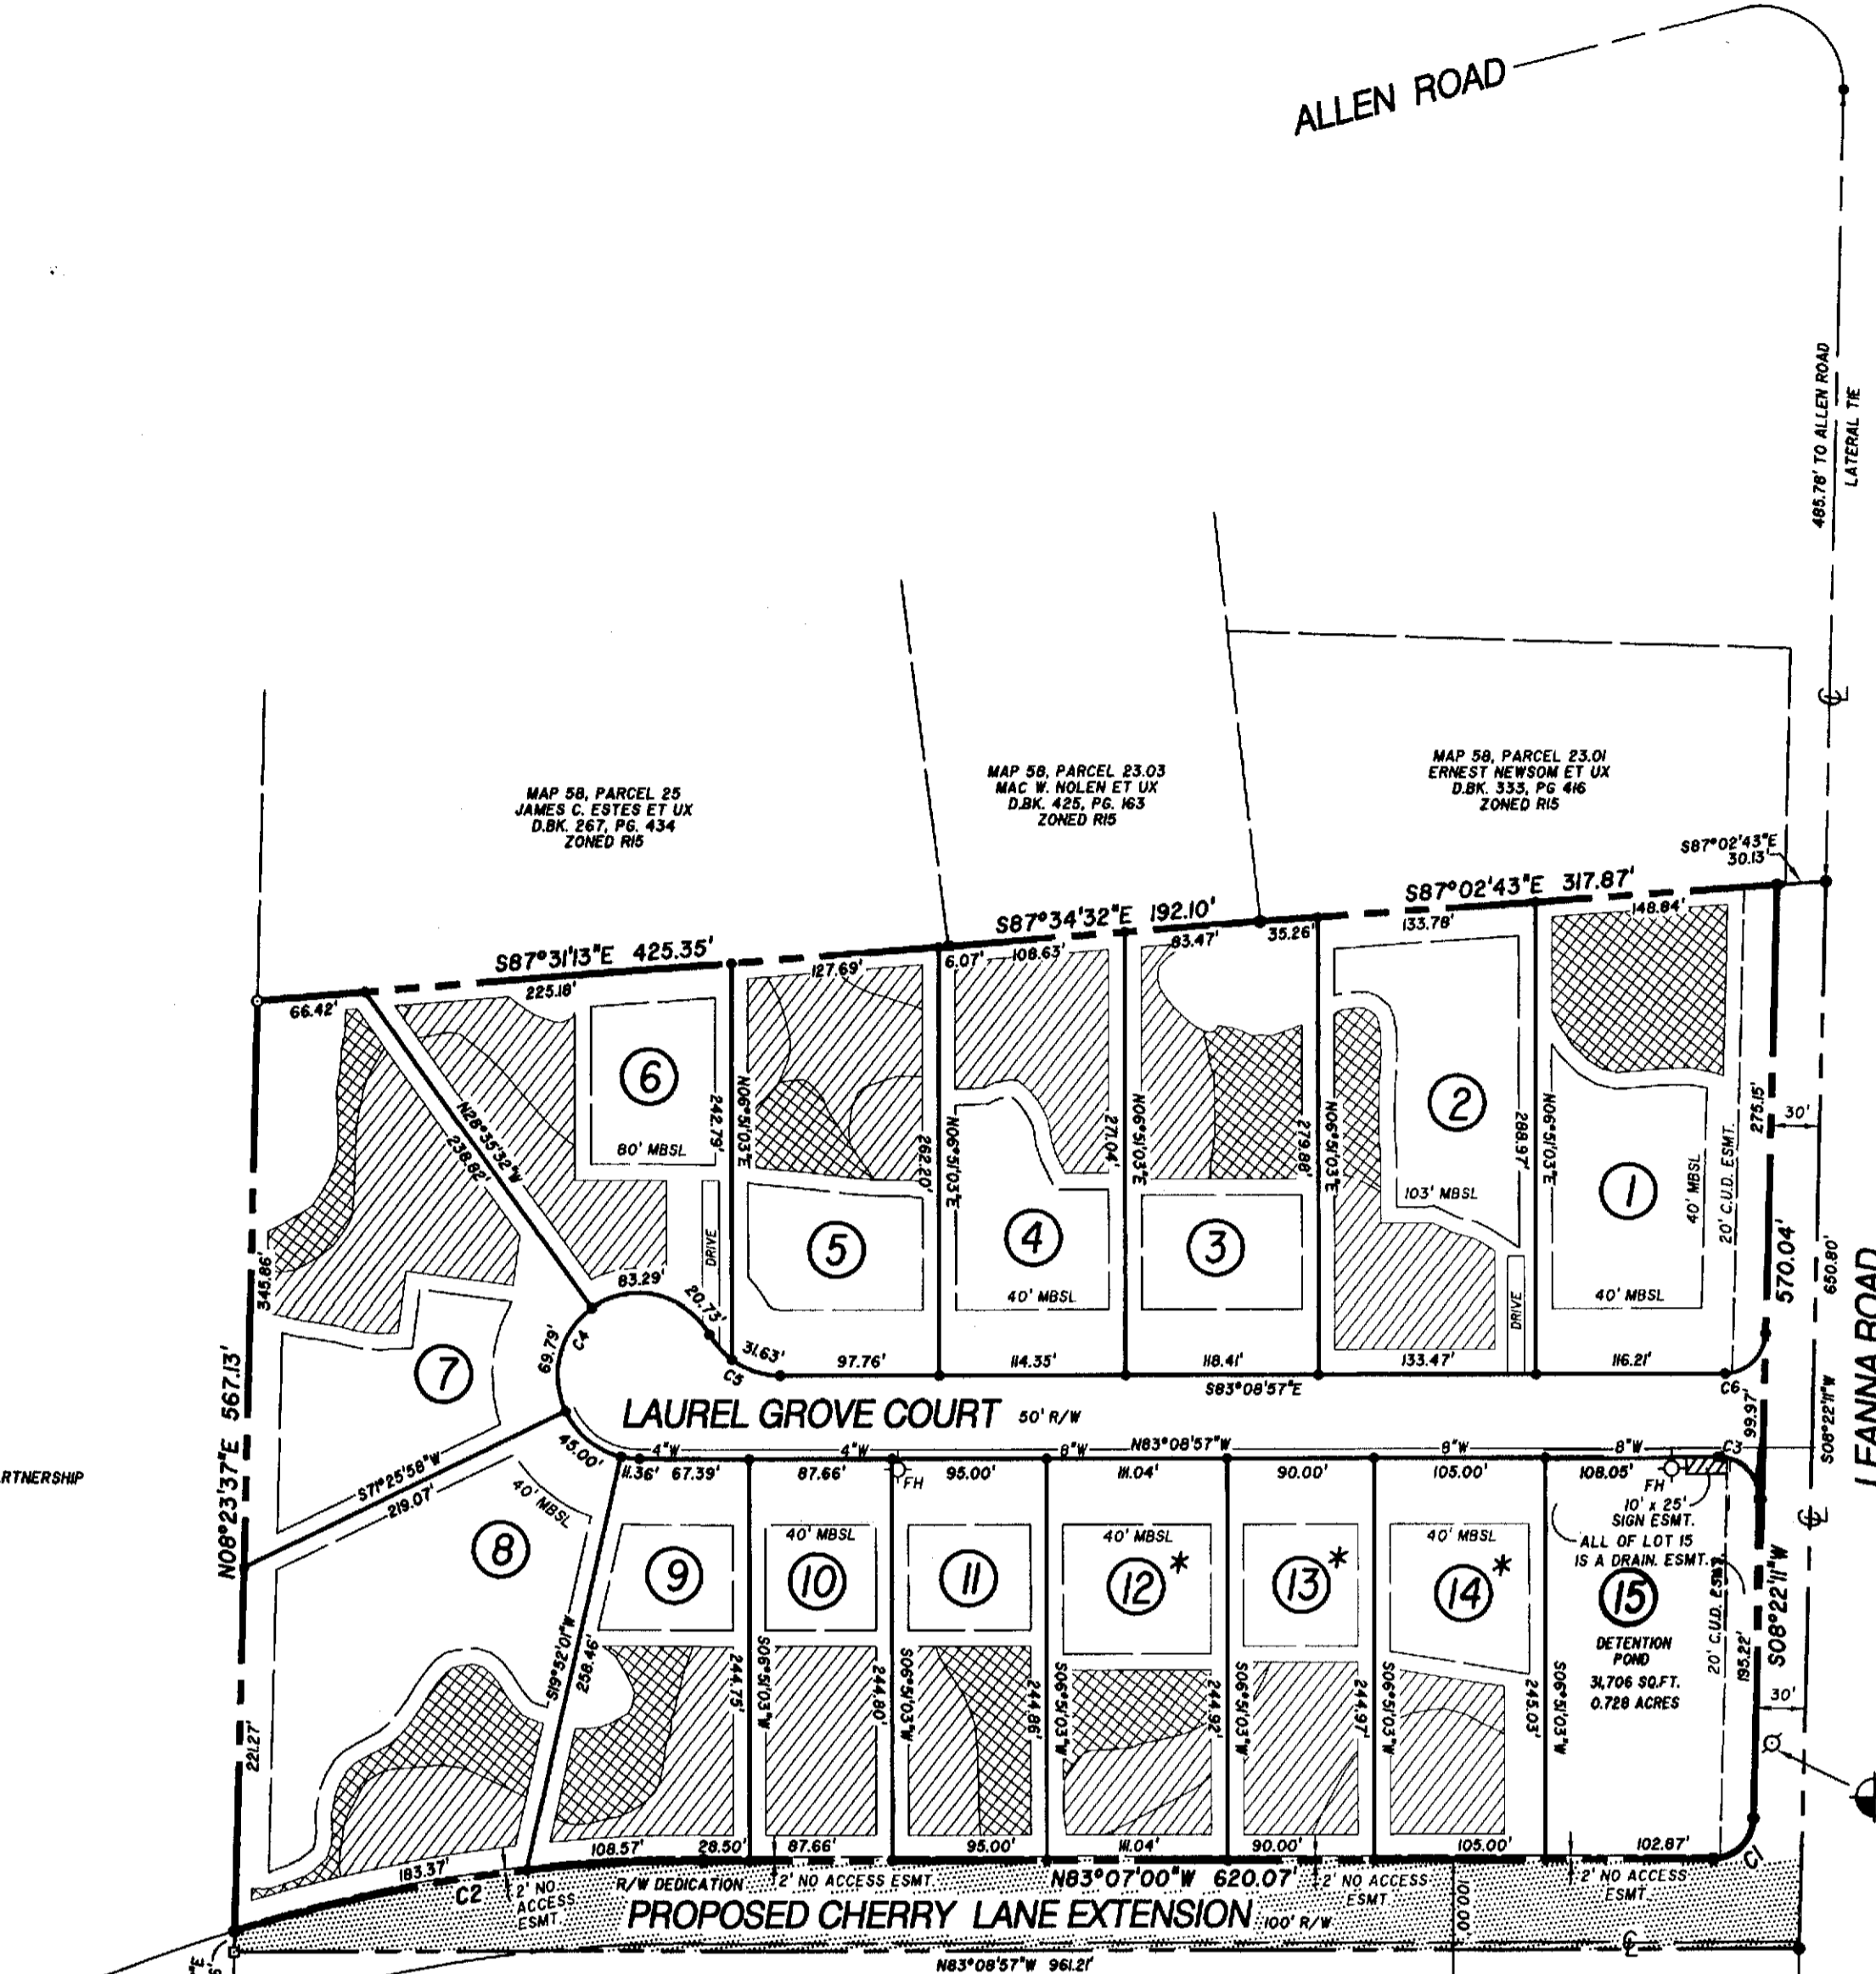 ALLEN ROAD
485.78' TO ALLEN ROAD
LATERAL TIE
MAP 58, PARCEL 25
JAMES C. ESTES ET UX
D.BK. 267, PG. 434
ZONED R15
MAP 58, PARCEL 23.03
MAC W. NOLEN ET UX
D.BK. 425, PG. 163
ZONED R15
MAP 58, PARCEL 23.01
ERNEST NEWSOM ET UX
D.BK. 333, PG 416
ZONED R15
S87°02'43"E
30.13'
S87°02'43"E 317.87'
S87°34'32"E 192.10'
S87°31'13"E 425.35'
66.42'
225.18'
127.69'
6.07'
108.63'
83.47'
35.26'
133.78'
148.84'
6
80' MBSL
242.79'
N06°51'03"E
N28°35'32"W
238.82'
DRIVE
5
262.20'
N06°51'03"E
4
40' MBSL
271.04'
N06°51'03"E
3
279.88'
N06°51'03"E
2
103' MBSL
288.97'
DRIVE
N06°51'03"E
1
40' MBSL
40' MBSL
20' C.U.D. ESMT.
275.15'
30'
570.04'
650.80'
S08°22'11"W
LEANNA ROAD
345.86'
N08°23'37"E 567.13'
7
69.79'
C4
83.29'
20.73'
31.63'
C5
97.76'
114.35'
118.41'
133.47'
116.21'
C6
S83°08'57"E
99.97'
LAUREL GROVE COURT 50' R/W
RTNERSHIP
S71°25'58"W
219.07'
45.00'
4"W
4"W
8"W
N83°08'57"W
8"W
8"W
C3
11.36'
67.39'
87.66'
FH
95.00'
111.04'
90.00'
105.00'
108.05'
FH
10' x 25'
SIGN ESMT.
ALL OF LOT 15
IS A DRAIN. ESMT.
8
40' MBSL
S19°52'01"W
258.46'
9
10
40' MBSL
11
12 *
40' MBSL
13 *
14 *
40' MBSL
15
DETENTION
POND
31,706 SQ.FT.
0.728 ACRES
20' C.U.D. ESMT.
195.22'
S08°22'11"W
30'
244.75'
S06°51'03"W
244.80'
S06°51'03"W
244.86'
S06°51'03"W
244.92'
S06°51'03"W
244.97'
S06°51'03"W
245.03'
S06°51'03"W
221.27'
183.37'
C2
108.57'
28.50'
87.66'
95.00'
111.04'
90.00'
105.00'
102.87'
C1
2' NO
ACCESS
ESMT.
R/W DEDICATION
2' NO ACCESS ESMT.
N83°07'00"W 620.07'
2' NO ACCESS
ESMT.
100.00'
2' NO ACCESS
ESMT.
PROPOSED CHERRY LANE EXTENSION 100' R/W
N83°08'57"W 961.21'